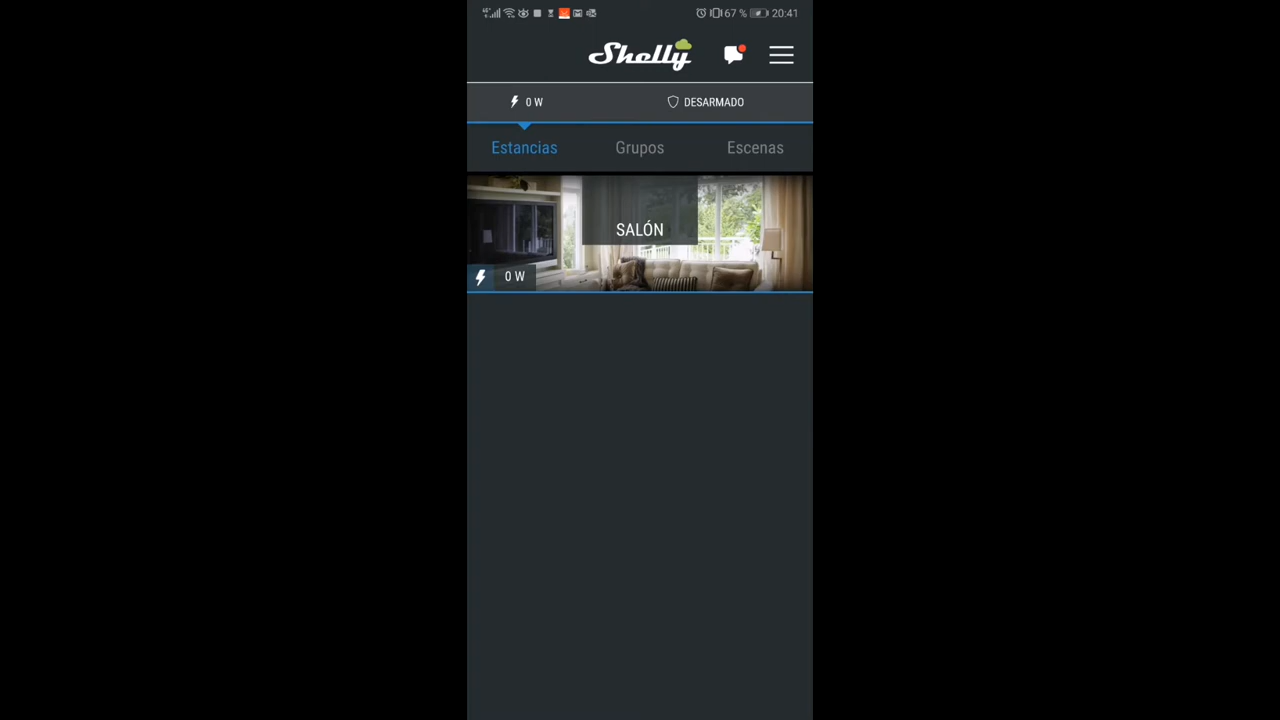 67 % 20:41
Shelly
0 W DESARMADO
Estancias Grupos Escenas
SALÓN
0 W